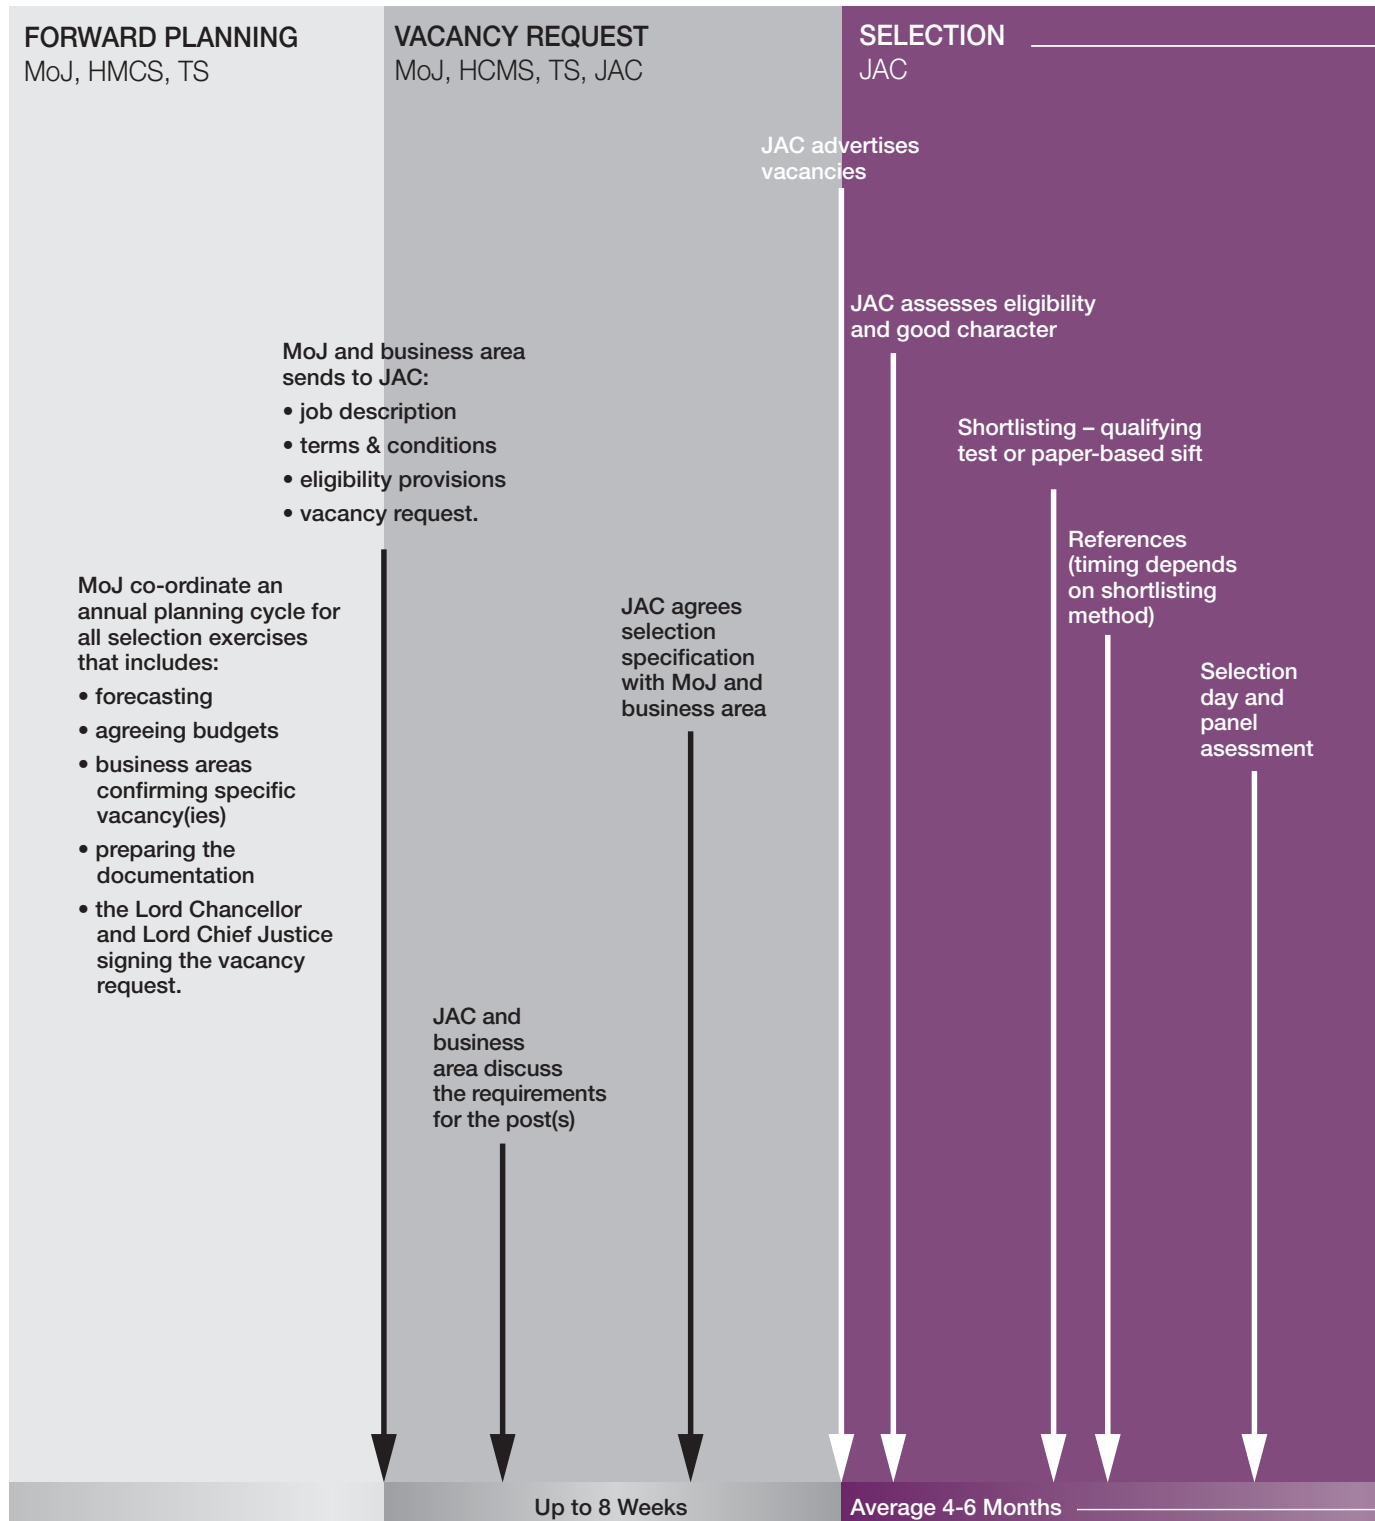 FORWARD PLANNING
MoJ, HMCS, TS
VACANCY REQUEST
MoJ, HCMS, TS, JAC
SELECTION
JAC
MoJ co-ordinate an
annual planning cycle for
all selection exercises
that includes:
• forecasting
• agreeing budgets
• business areas
confirming specific
vacancy(ies)
• preparing the
documentation
• the Lord Chancellor
and Lord Chief Justice
signing the vacancy
request.
MoJ and business area
sends to JAC:
• job description
• terms & conditions
• eligibility provisions
• vacancy request.
JAC and
business
area discuss
the requirements
for the post(s)
JAC agrees
selection
specification
with MoJ and
business area
JAC advertises
vacancies
JAC assesses eligibility
and good character
Shortlisting – qualifying
test or paper-based sift
References
(timing depends
on shortlisting
method)
Selection
day and
panel
asessment
Up to 8 Weeks
Average 4-6 Months